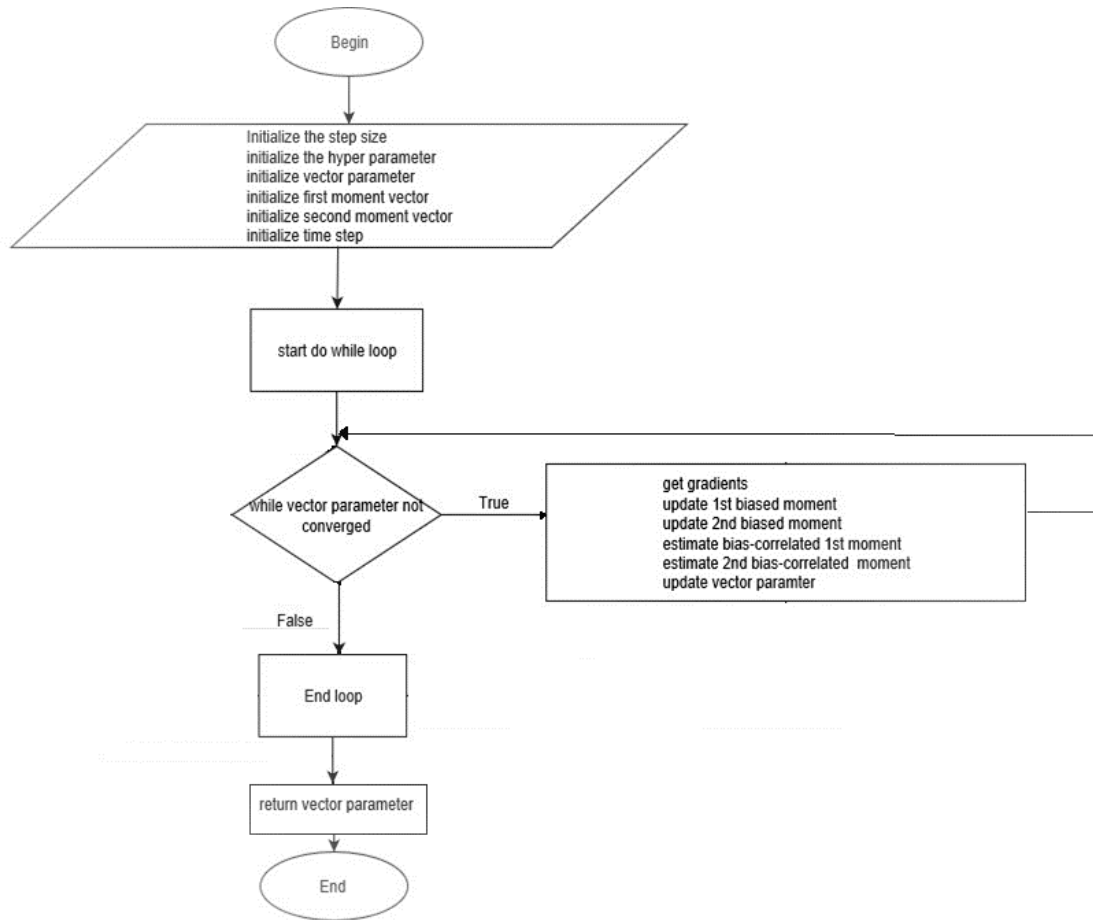 Begin
Initialize the step size
initialize the hyper parameter
initialize vector parameter
initialize first moment vector
initialize second moment vector
initialize time step
start do while loop
while vector parameter not
converged
True
get gradients
update 1st biased moment
update 2nd biased moment
estimate bias-correlated 1st moment
estimate 2nd bias-correlated moment
update vector paramter
False
End loop
return vector parameter
End